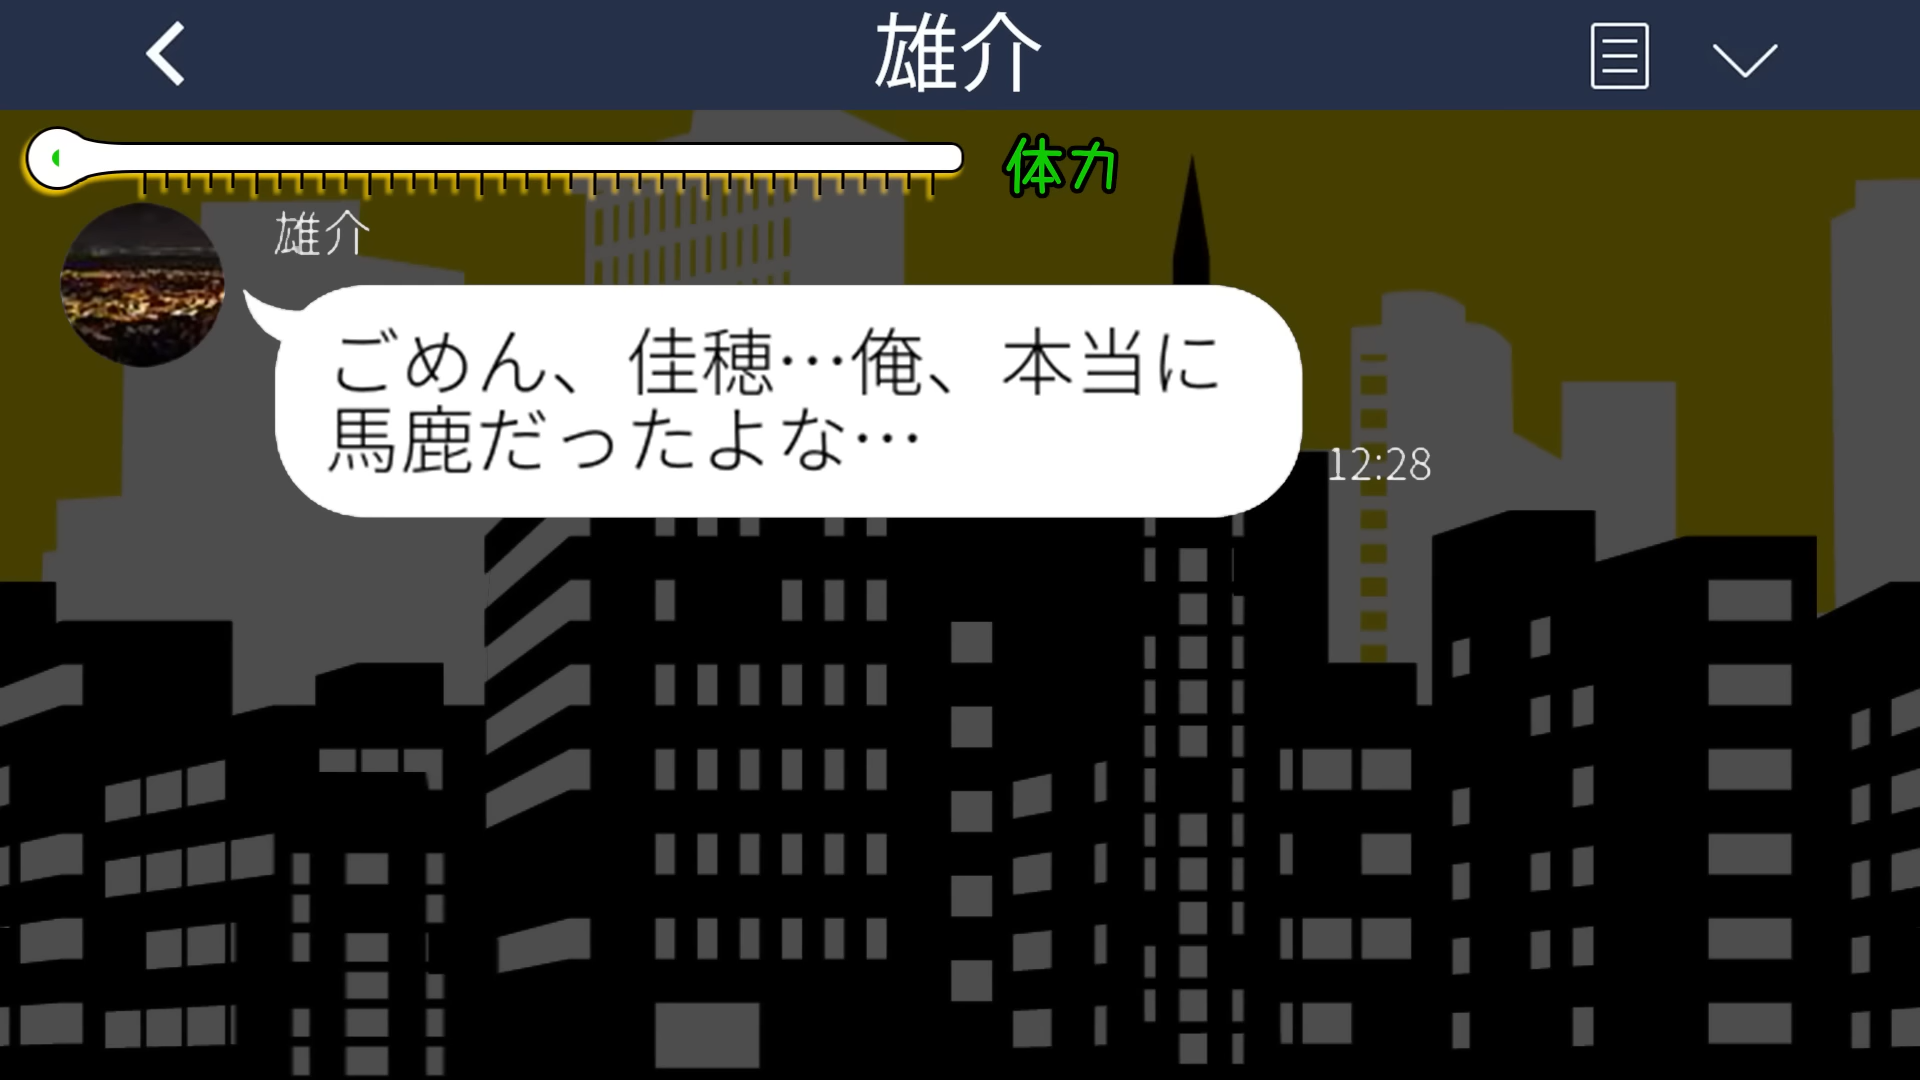 雄介
体力
雄介
ごめん、佳穂…俺、本当に
馬鹿だったよな…
12:28